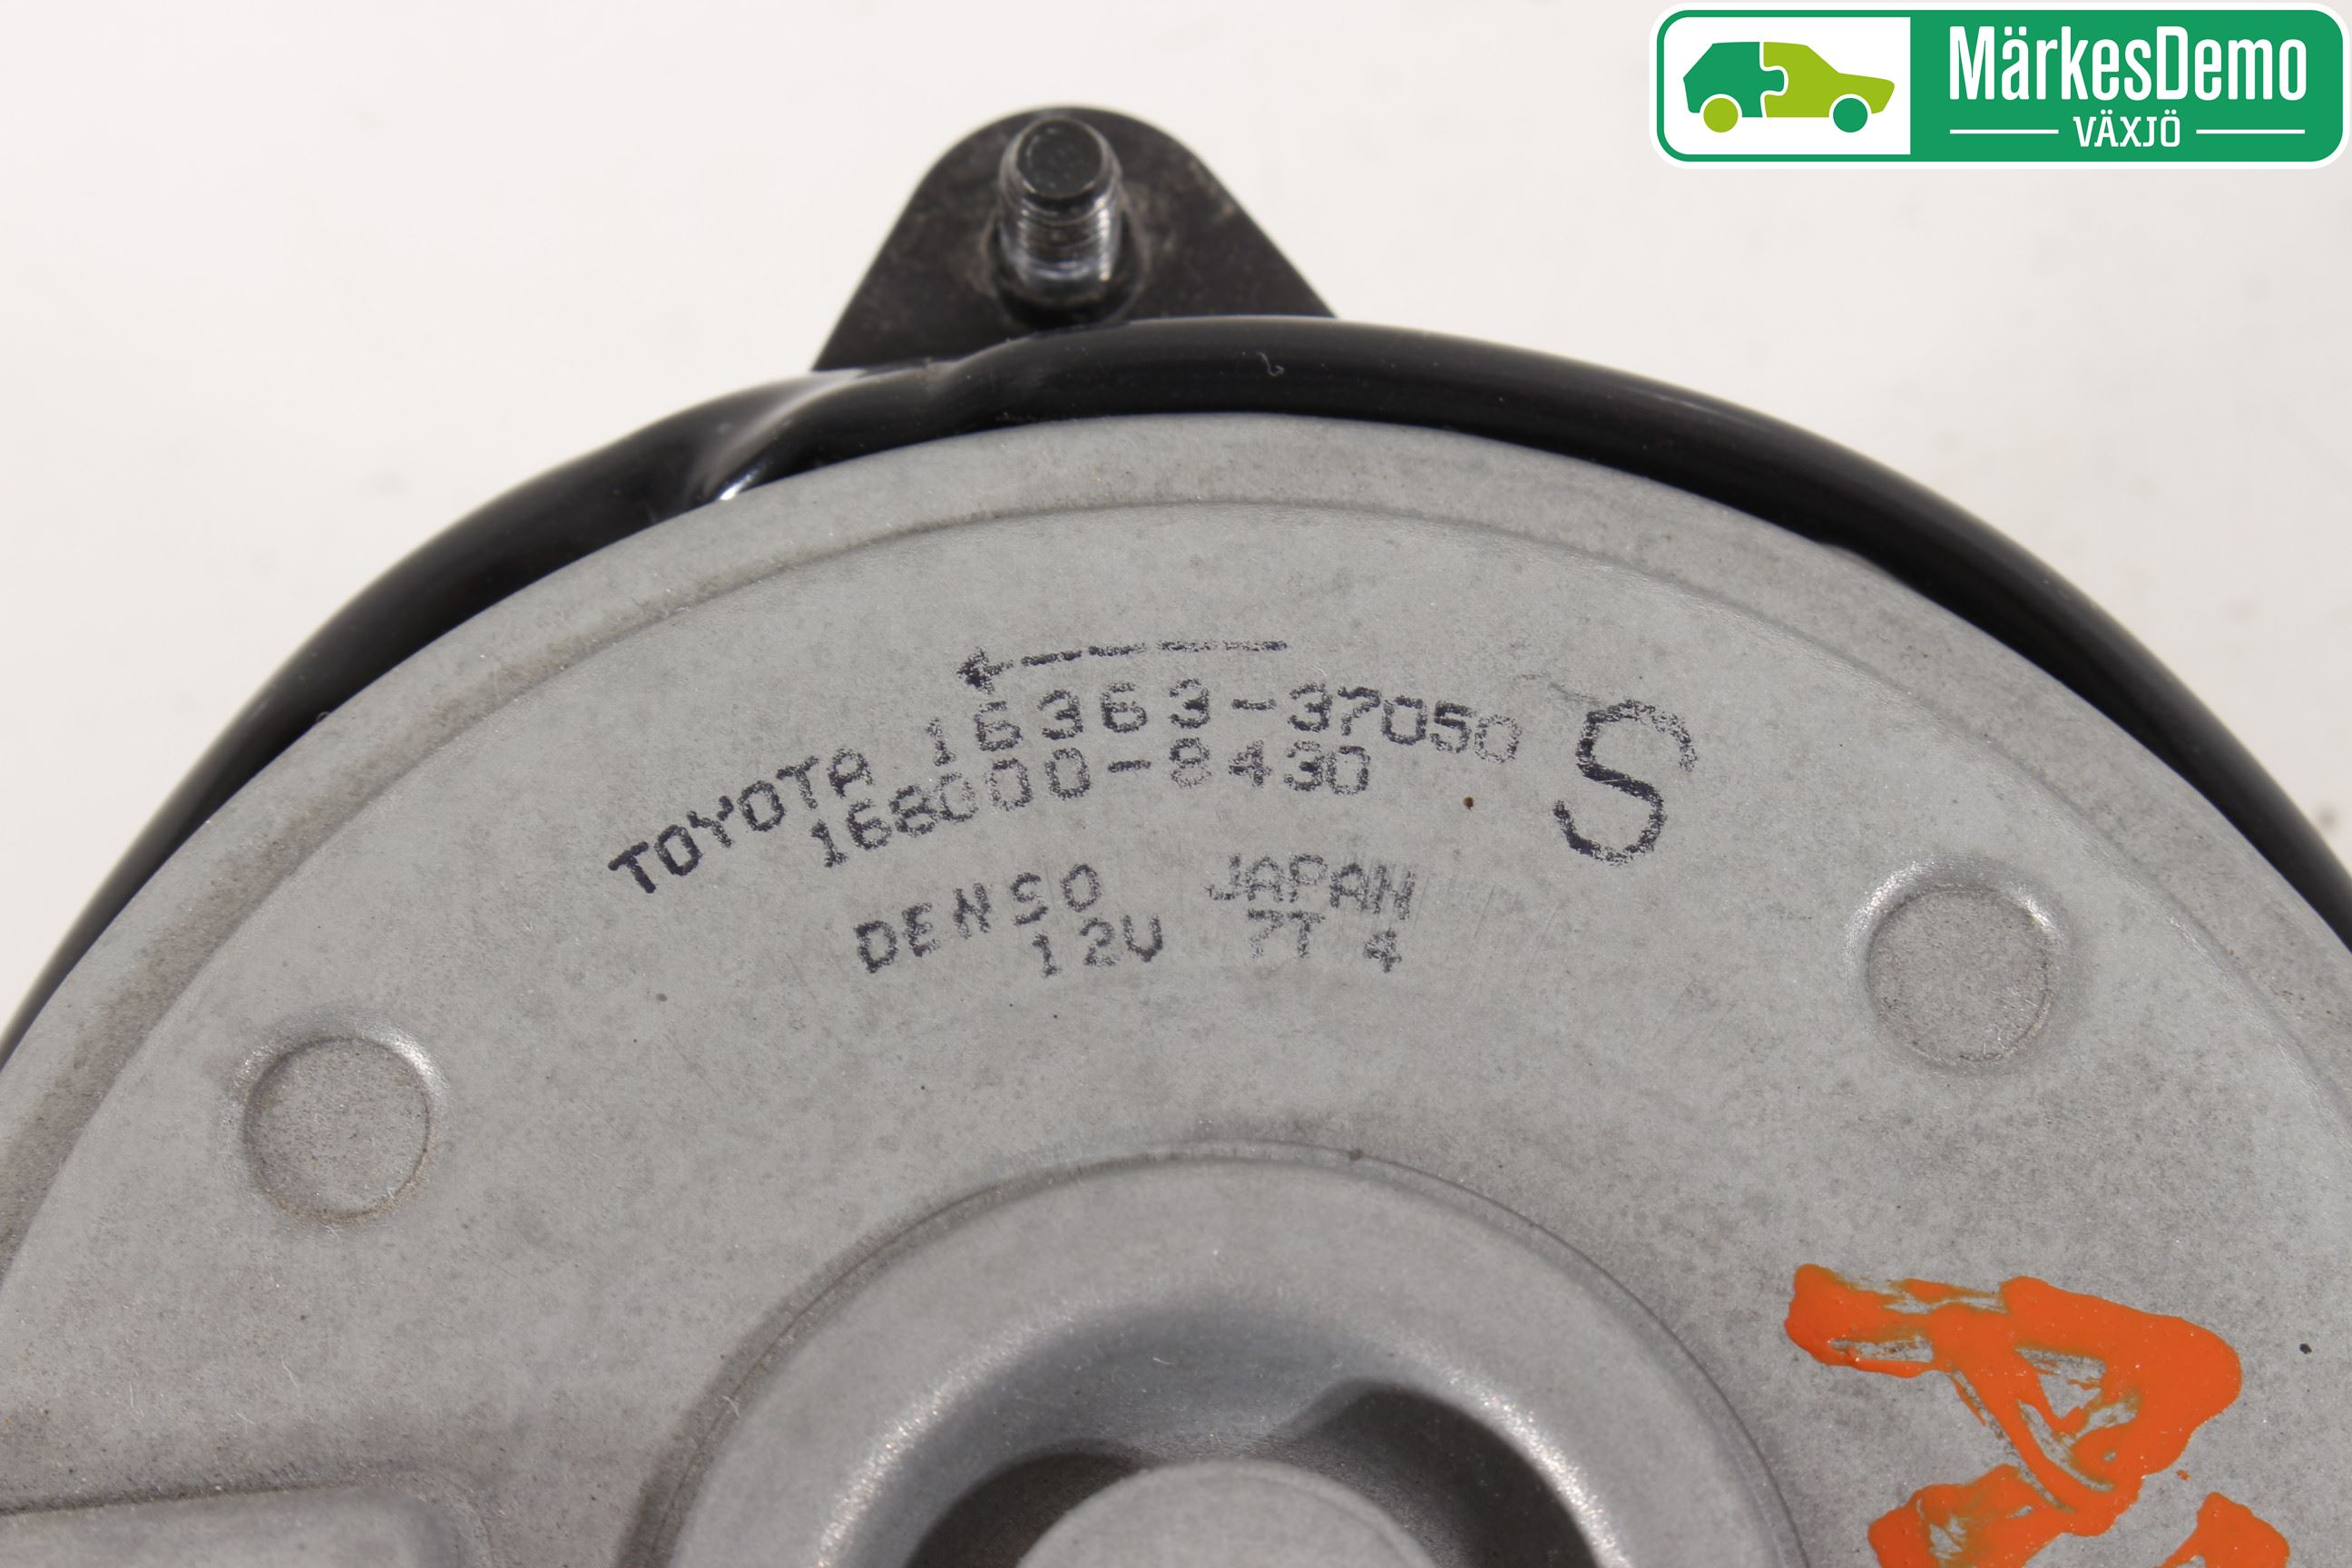 MärkesDemo
VÄXJÖ
TOYOTA 16363-37050
168000-8430
S
DENSO JAPAN
12V 7T 4